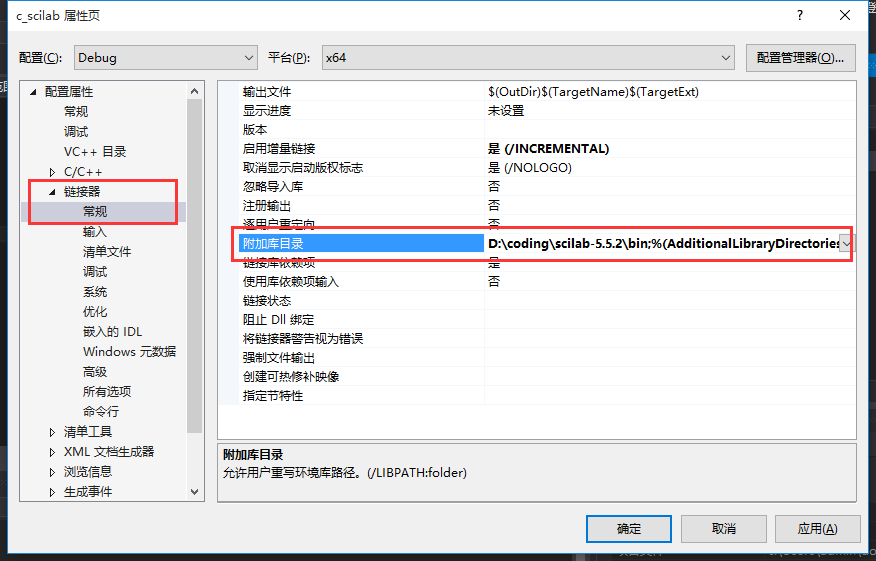 c_scilab 属性页
?
配置(C): Debug 平台(P): x64 配置管理器(O)...
配置属性
常规
调试
VC++ 目录
C/C++
链接器
常规
输入
清单文件
调试
系统
优化
嵌入的 IDL
Windows 元数据
高级
所有选项
命令行
清单工具
XML 文档生成器
浏览信息
生成事件
输出文件 $(OutDir)$(TargetName)$(TargetExt)
显示进度 未设置
版本
启用增量链接 是 (/INCREMENTAL)
取消显示启动版权标志 是 (/NOLOGO)
忽略导入库 否
注册输出 否
逐用户重定向 否
附加库目录 D:\coding\scilab-5.5.2\bin;%(AdditionalLibraryDirectories
链接库依赖项 是
使用库依赖项输入 否
链接状态
阻止 Dll 绑定
将链接器警告视为错误
强制文件输出
创建可热修补映像
指定节特性
附加库目录
允许用户重写环境库路径。(/LIBPATH:folder)
确定 取消 应用(A)